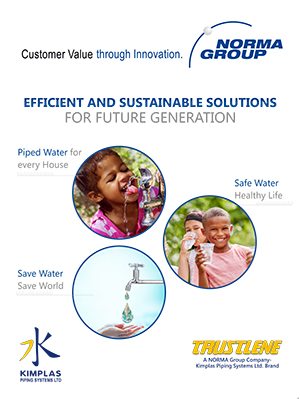 Customer Value through Innovation.
NORMA
GROUP
EFFICIENT AND SUSTAINABLE SOLUTIONS
FOR FUTURE GENERATION
Piped Water for
every House
Safe Water
Healthy Life
Save Water
Save World
水
KIMPLAS
PIPING SYSTEMS LTD
TRUSTLENE
A NORMA Group Company-
Kimplas Piping Systems Ltd. Brand